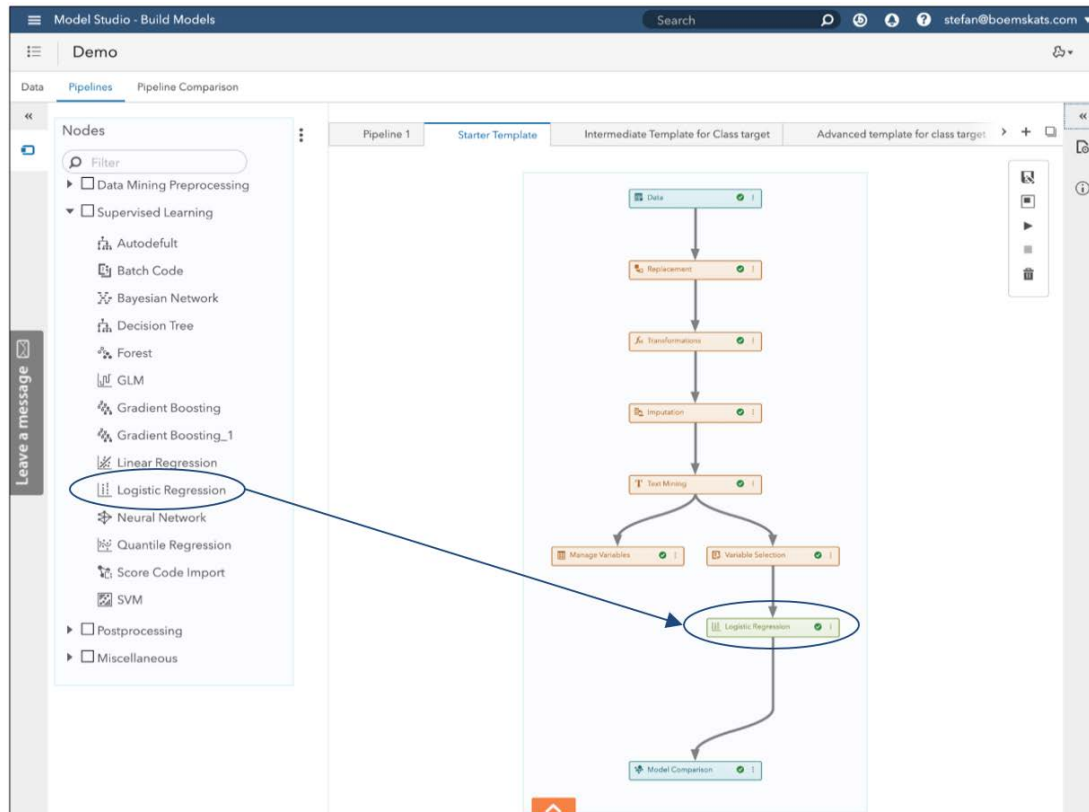 Model Studio - Build Models
Search
stefan@boemskats.com
Demo
Data
Pipelines
Pipeline Comparison
Nodes
Filter
Data Mining Preprocessing
Supervised Learning
Autodefult
Batch Code
Bayesian Network
Decision Tree
Forest
GLM
Gradient Boosting
Gradient Boosting_1
Linear Regression
Logistic Regression
Neural Network
Quantile Regression
Score Code Import
SVM
Postprocessing
Miscellaneous
Leave a message
Pipeline 1
Starter Template
Intermediate Template for Class target
Advanced template for class target
Data
Replacement
Transformations
Imputation
Text Mining
Manage Variables
Variable Selection
Logistic Regression
Model Comparison